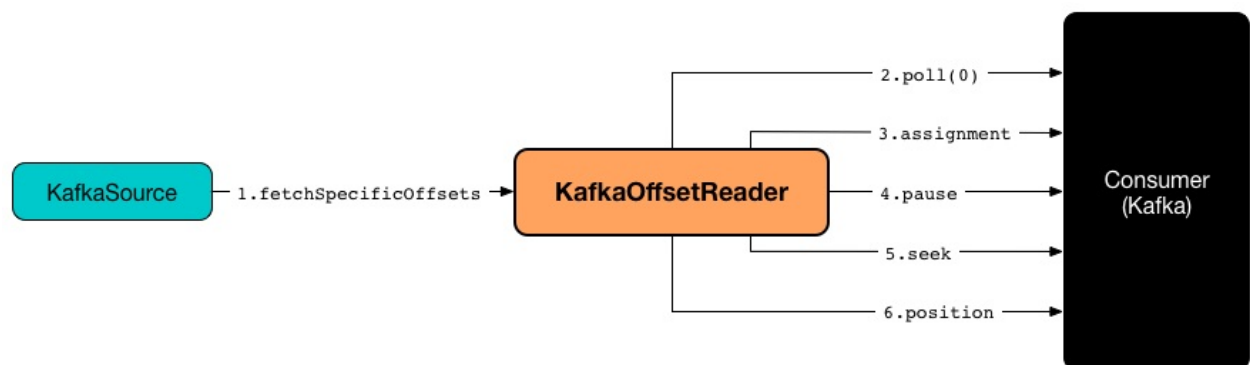 2.poll(0)
3.assignment
KafkaSource
1.fetchSpecificOffsets
KafkaOffsetReader
4.pause
Consumer
(Kafka)
5.seek
6.position